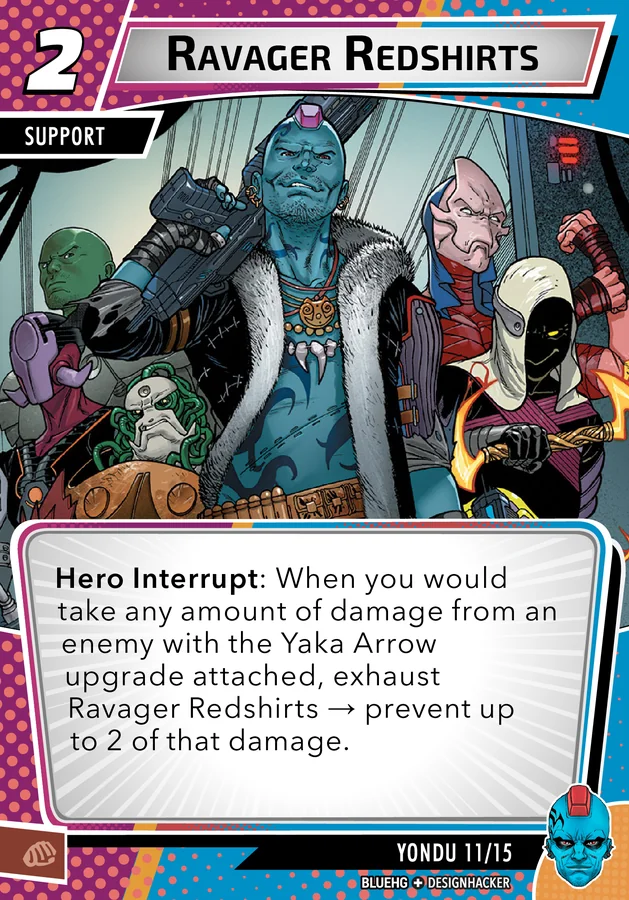 2
RAVAGER REDSHIRTS
SUPPORT
Hero Interrupt: When you would
take any amount of damage from an
enemy with the Yaka Arrow
upgrade attached, exhaust
Ravager Redshirts → prevent up
to 2 of that damage.
YONDU 11/15
BLUEHG + DESIGNHACKER